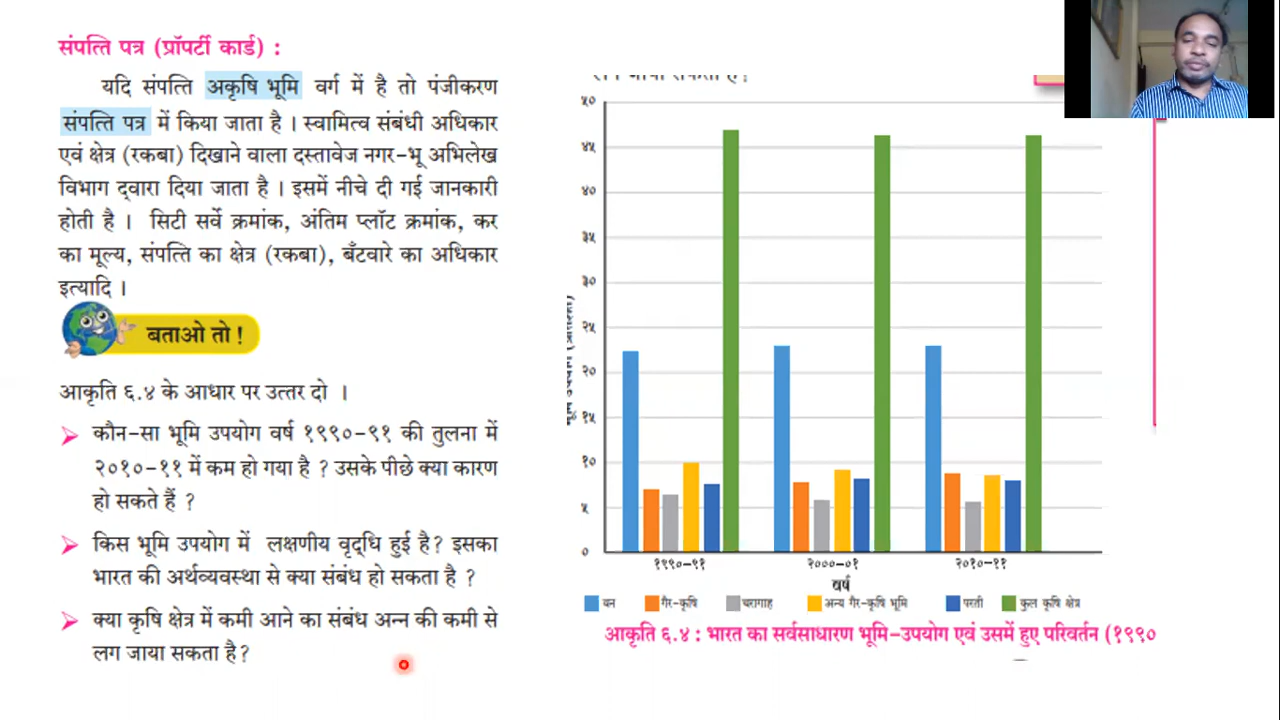 संपत्ति पत्र (प्रॉपर्टी कार्ड) :
यदि संपत्ति अकृषि भूमि वर्ग में है तो पंजीकरण
संपत्ति पत्र में किया जाता है । स्वामित्व संबंधी अधिकार
एवं क्षेत्र (रकबा) दिखाने वाला दस्तावेज नगर-भू अभिलेख
विभाग द्वारा दिया जाता है । इसमें नीचे दी गई जानकारी
होती है । सिटी सर्वे क्रमांक, अंतिम प्लॉट क्रमांक, कर
का मूल्य, संपत्ति का क्षेत्र (रकबा), बँटवारे का अधिकार
इत्यादि ।
बताओ तो !
आकृति ६.४ के आधार पर उत्तर दो ।
कौन-सा भूमि उपयोग वर्ष १९९०-९१ की तुलना में
२०१०-११ में कम हो गया है ? उसके पीछे क्या कारण
हो सकते हैं ?
किस भूमि उपयोग में लक्षणीय वृद्धि हुई है? इसका
भारत की अर्थव्यवस्था से क्या संबंध हो सकता है ?
क्या कृषि क्षेत्र में कमी आने का संबंध अन्न की कमी से
लग जाया सकता है?
५०
४५
४०
३५
३०
२५
२०
१५
१०
५
०
१९९०-९१
२०००-०१
२०१०-११
वर्ष
वन
गैर-कृषि
चरागाह
अन्य गैर-कृषि भूमि
परती
कुल कृषि क्षेत्र
आकृति ६.४ : भारत का सर्वसाधारण भूमि-उपयोग एवं उसमें हुए परिवर्तन (१९९०